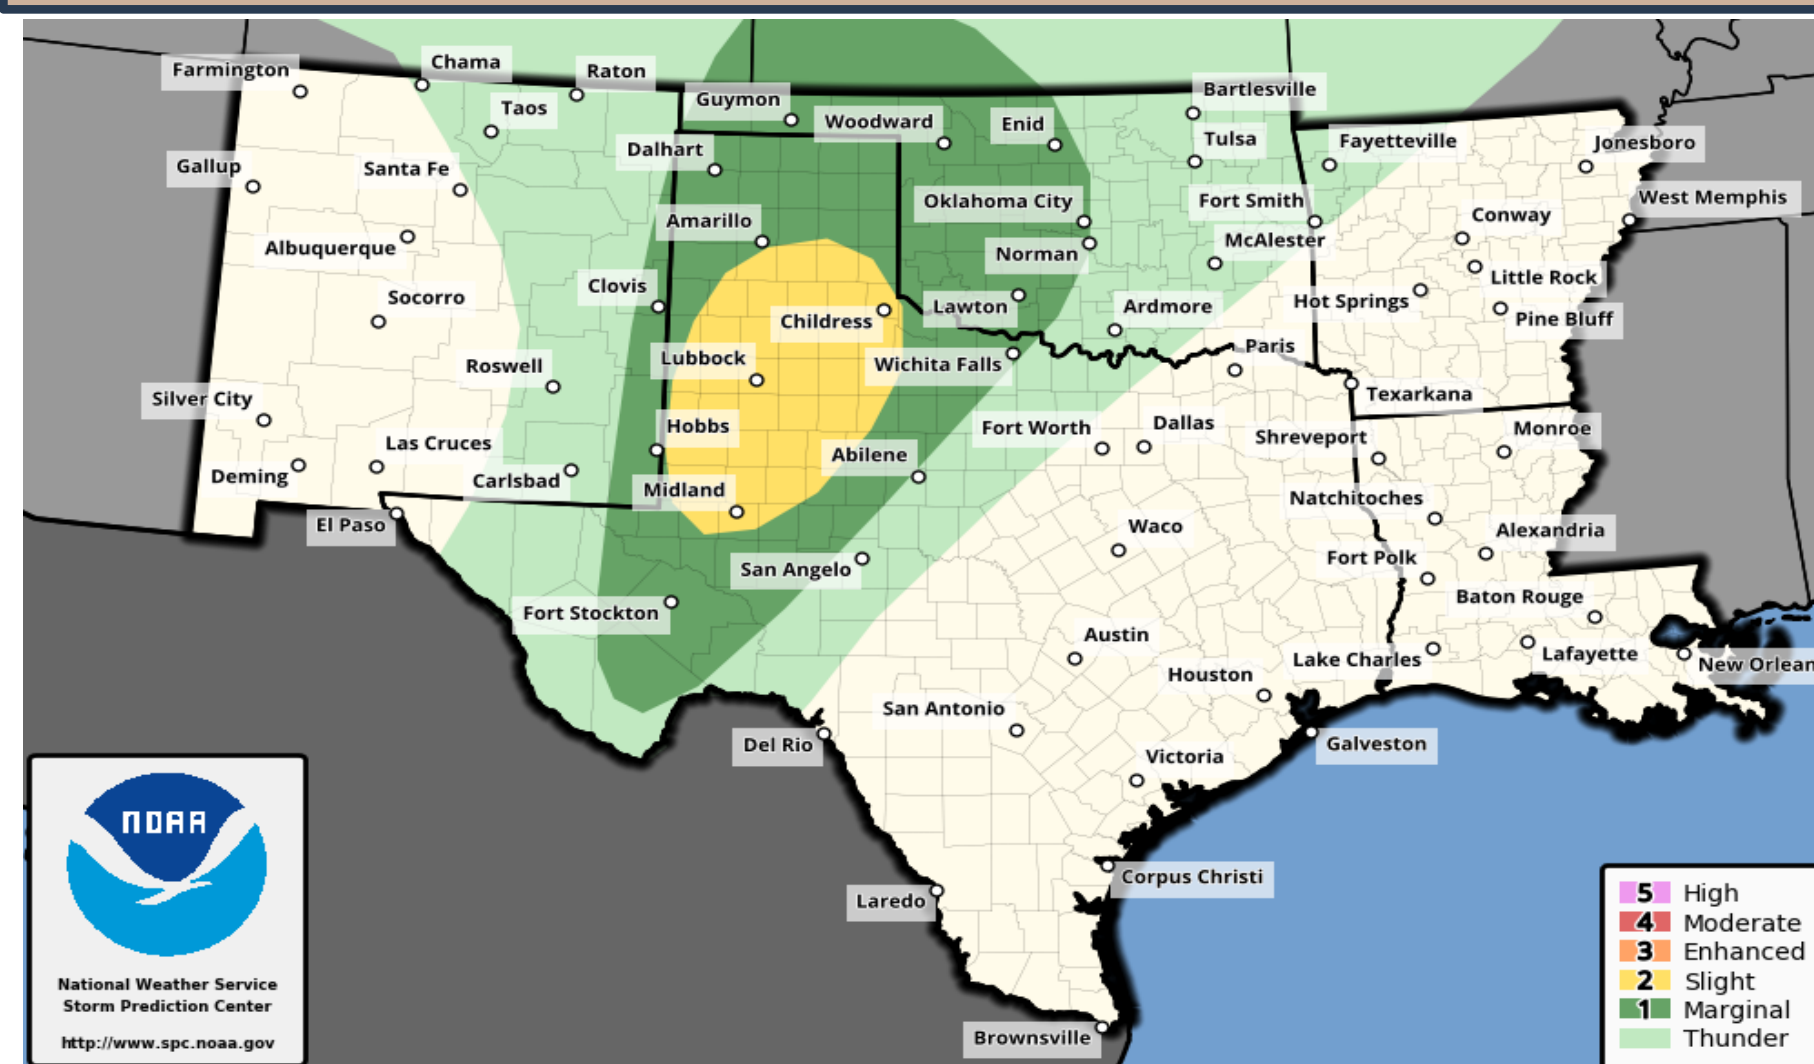 Farmington
Chama
Raton
Taos
Guymon
Woodward
Enid
Bartlesville
Tulsa
Fayetteville
Jonesboro
Dalhart
Gallup
Santa Fe
West Memphis
Oklahoma City
Fort Smith
Conway
Amarillo
Albuquerque
Norman
McAlester
Little Rock
Clovis
Socorro
Lawton
Ardmore
Hot Springs
Pine Bluff
Childress
Paris
Lubbock
Wichita Falls
Roswell
Texarkana
Silver City
Hobbs
Fort Worth
Dallas
Shreveport
Monroe
Las Cruces
Abilene
Deming
Carlsbad
Midland
Natchitoches
El Paso
Waco
Alexandria
San Angelo
Fort Polk
Baton Rouge
Fort Stockton
Austin
Lake Charles
Lafayette
New Orlean
Houston
San Antonio
Del Rio
Galveston
Victoria
Corpus Christi
Laredo
Brownsville
NOAA
National Weather Service
Storm Prediction Center
http://www.spc.noaa.gov
5 High
4 Moderate
3 Enhanced
2 Slight
1 Marginal
Thunder